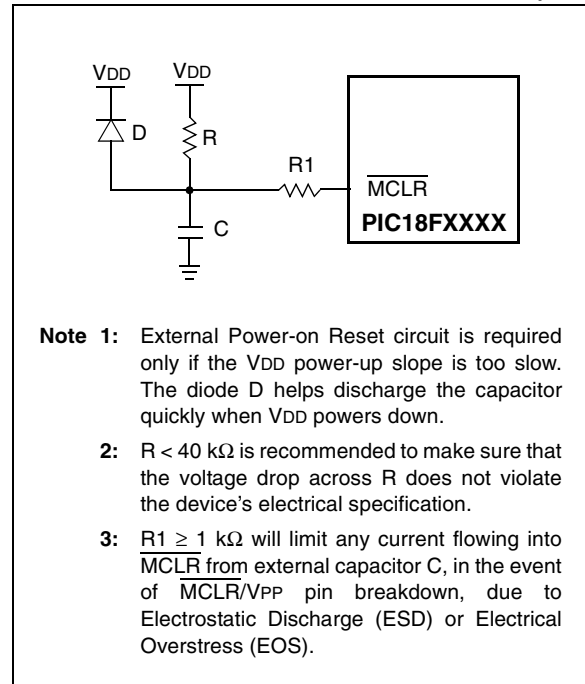 VDD VDD
D
R
R1
MCLR
PIC18FXXXX
C
Note 1: External Power-on Reset circuit is required
only if the VDD power-up slope is too slow.
The diode D helps discharge the capacitor
quickly when VDD powers down.
2: R < 40 kΩ is recommended to make sure that
the voltage drop across R does not violate
the device’s electrical specification.
3: R1 ≥ 1 kΩ will limit any current flowing into
MCLR from external capacitor C, in the event
of MCLR/VPP pin breakdown, due to
Electrostatic Discharge (ESD) or Electrical
Overstress (EOS).